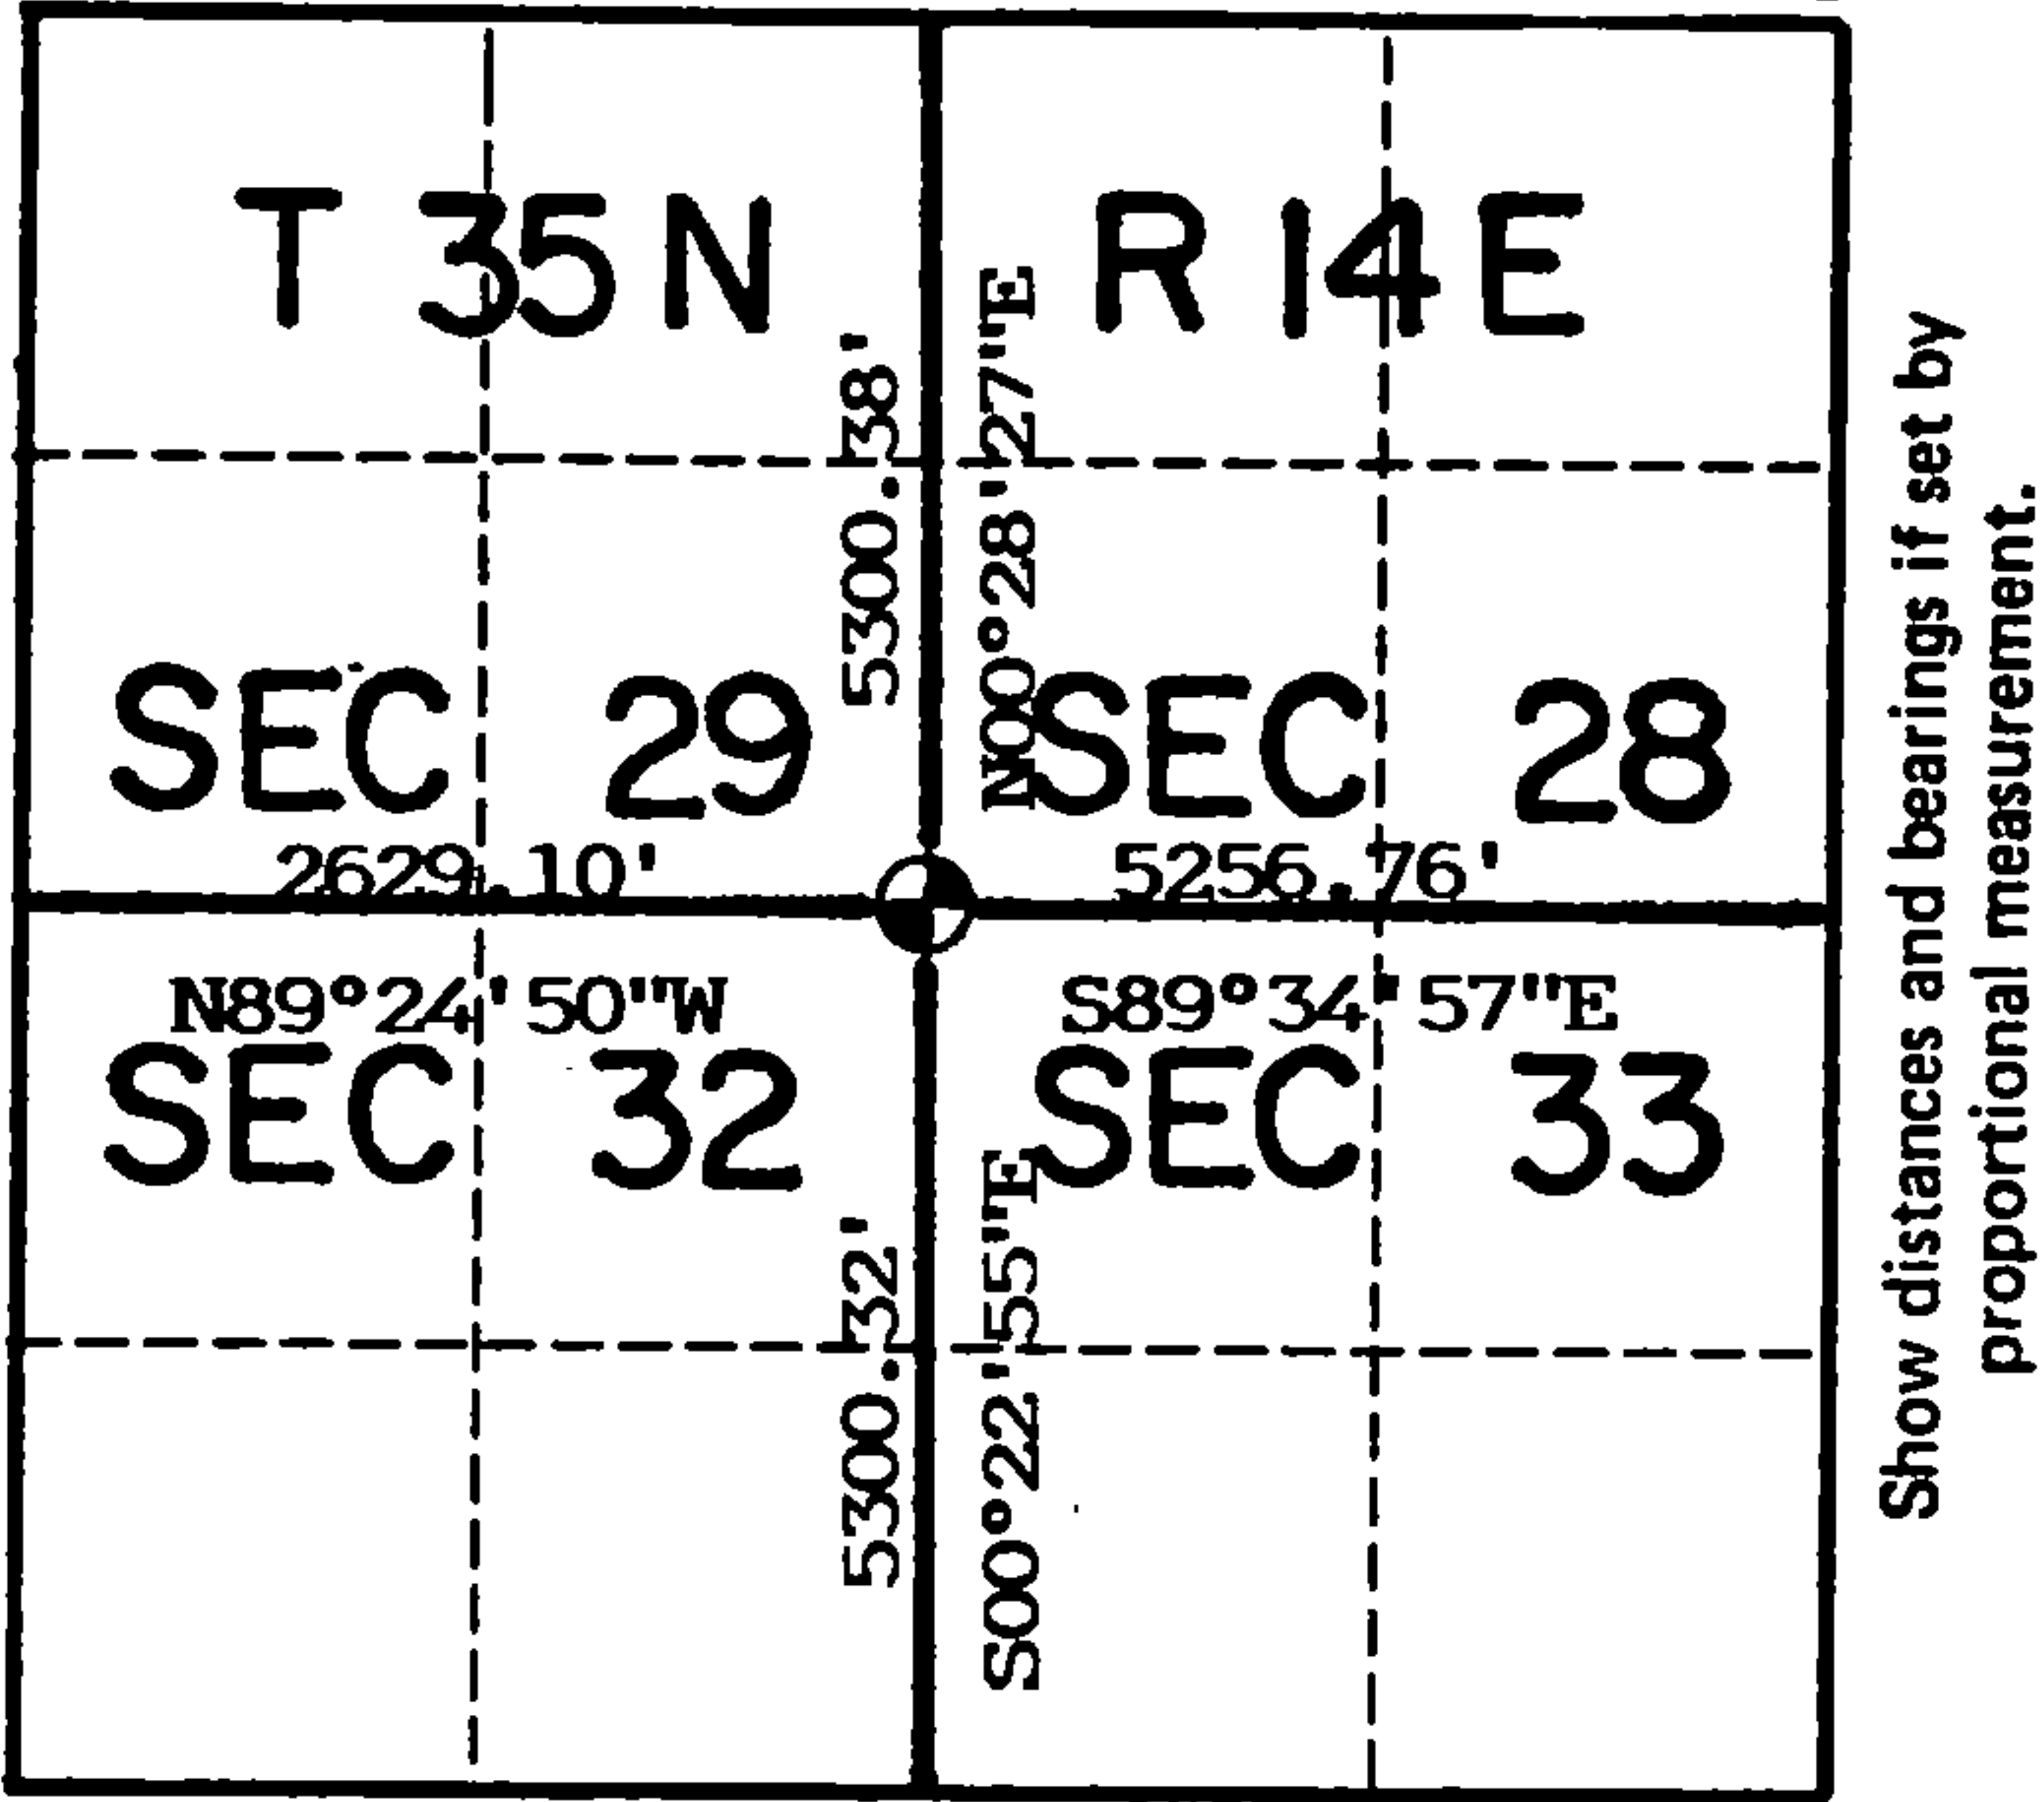 T 35 N R 14 E
5300.38'
N00°28'27"E
SEC 29 SEC 28
2629.10' 5256.76'
N89°24'50"W S89°34'57"E
SEC 32 SEC 33
5300.32'
S00°22'55"E
Show distances and bearings if set by
proportional measurement.